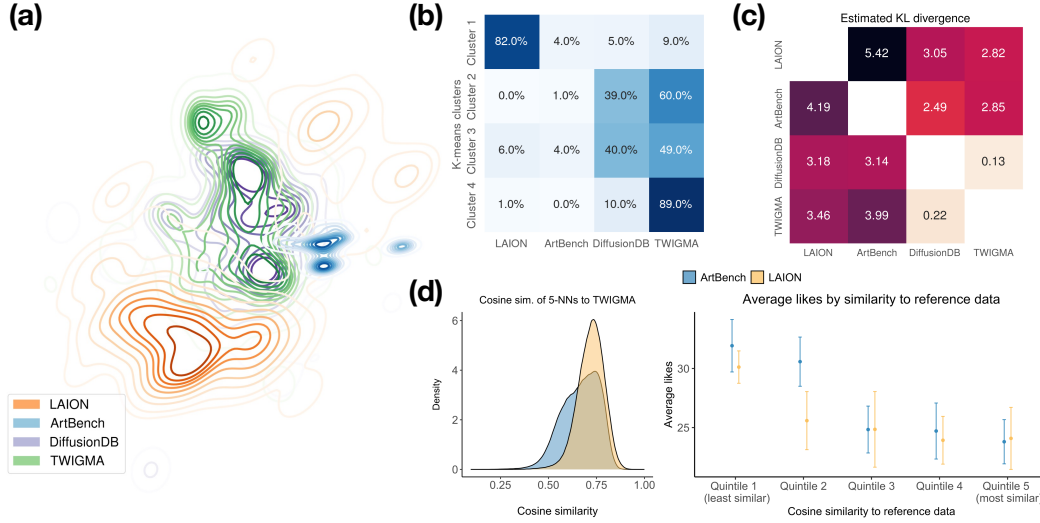 (a)
LAION
ArtBench
DiffusionDB
TWIGMA
(b)
K-means clusters
Cluster 1
Cluster 2
Cluster 3
Cluster 4
82.0% 4.0% 5.0% 9.0%
0.0% 1.0% 39.0% 60.0%
6.0% 4.0% 40.0% 49.0%
1.0% 0.0% 10.0% 89.0%
LAION ArtBench DiffusionDB TWIGMA
(c)
Estimated KL divergence
LAION 5.42 3.05 2.82
ArtBench 4.19 2.49 2.85
DiffusionDB 3.18 3.14 0.13
TWIGMA 3.46 3.99 0.22
LAION ArtBench DiffusionDB TWIGMA
(d)
ArtBench LAION
Cosine sim. of 5-NNs to TWIGMA
Density
6
4
2
0
0.25 0.50 0.75 1.00
Cosine similarity
Average likes by similarity to reference data
Average likes
30
25
Quintile 1 Quintile 2 Quintile 3 Quintile 4 Quintile 5
(least similar) (most similar)
Cosine similarity to reference data